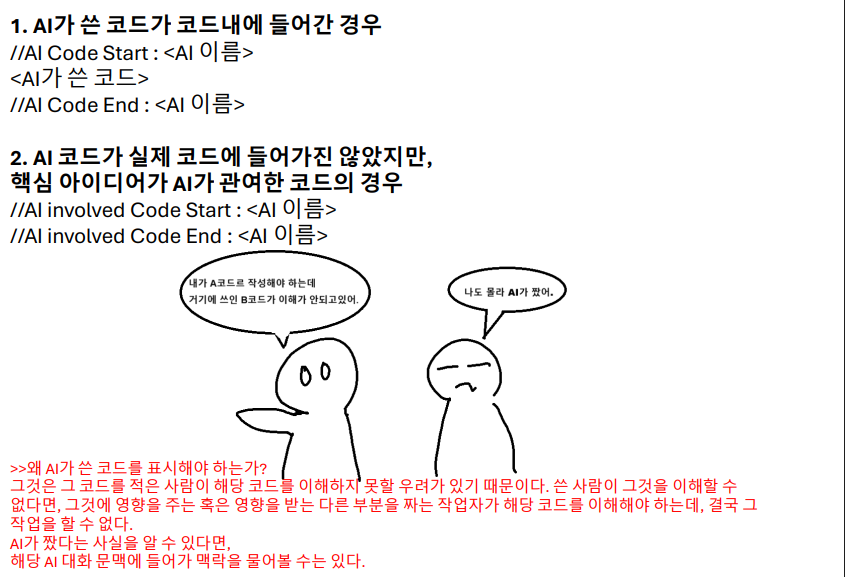 1. AI가 쓴 코드가 코드내에 들어간 경우
//AI Code Start : <AI 이름>
<AI가 쓴 코드>
//AI Code End : <AI 이름>
2. AI 코드가 실제 코드에 들어가진 않았지만,
핵심 아이디어가 AI가 관여한 코드의 경우
//AI involved Code Start : <AI 이름>
//AI involved Code End : <AI 이름>
내가 A코드르 작성해야 하는데
거기에 쓰인 B코드가 이해가 안되고있어.
나도 몰라 AI가 짰어.
>>왜 AI가 쓴 코드를 표시해야 하는가?
그것은 그 코드를 적은 사람이 해당 코드를 이해하지 못할 우려가 있기 때문이다. 쓴 사람이 그것을 이해할 수
없다면, 그것에 영향을 주는 혹은 영향을 받는 다른 부분을 짜는 작업자가 해당 코드를 이해해야 하는데, 결국 그
작업을 할 수 없다.
AI가 짰다는 사실을 알 수 있다면,
해당 AI 대화 문맥에 들어가 맥락을 물어볼 수는 있다.